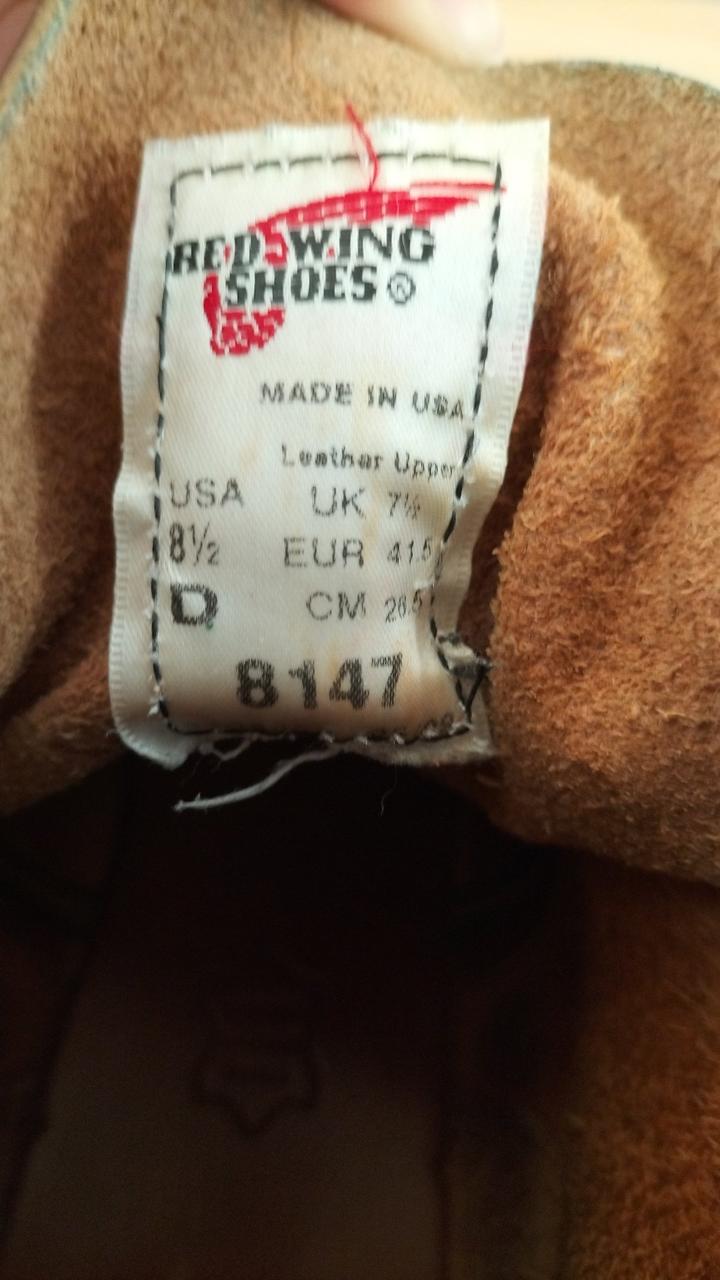 RED WING
SHOES ®
MADE IN USA
Leather Upper
USA UK 7½
8½ EUR 41.5
D CM 26.5
8147